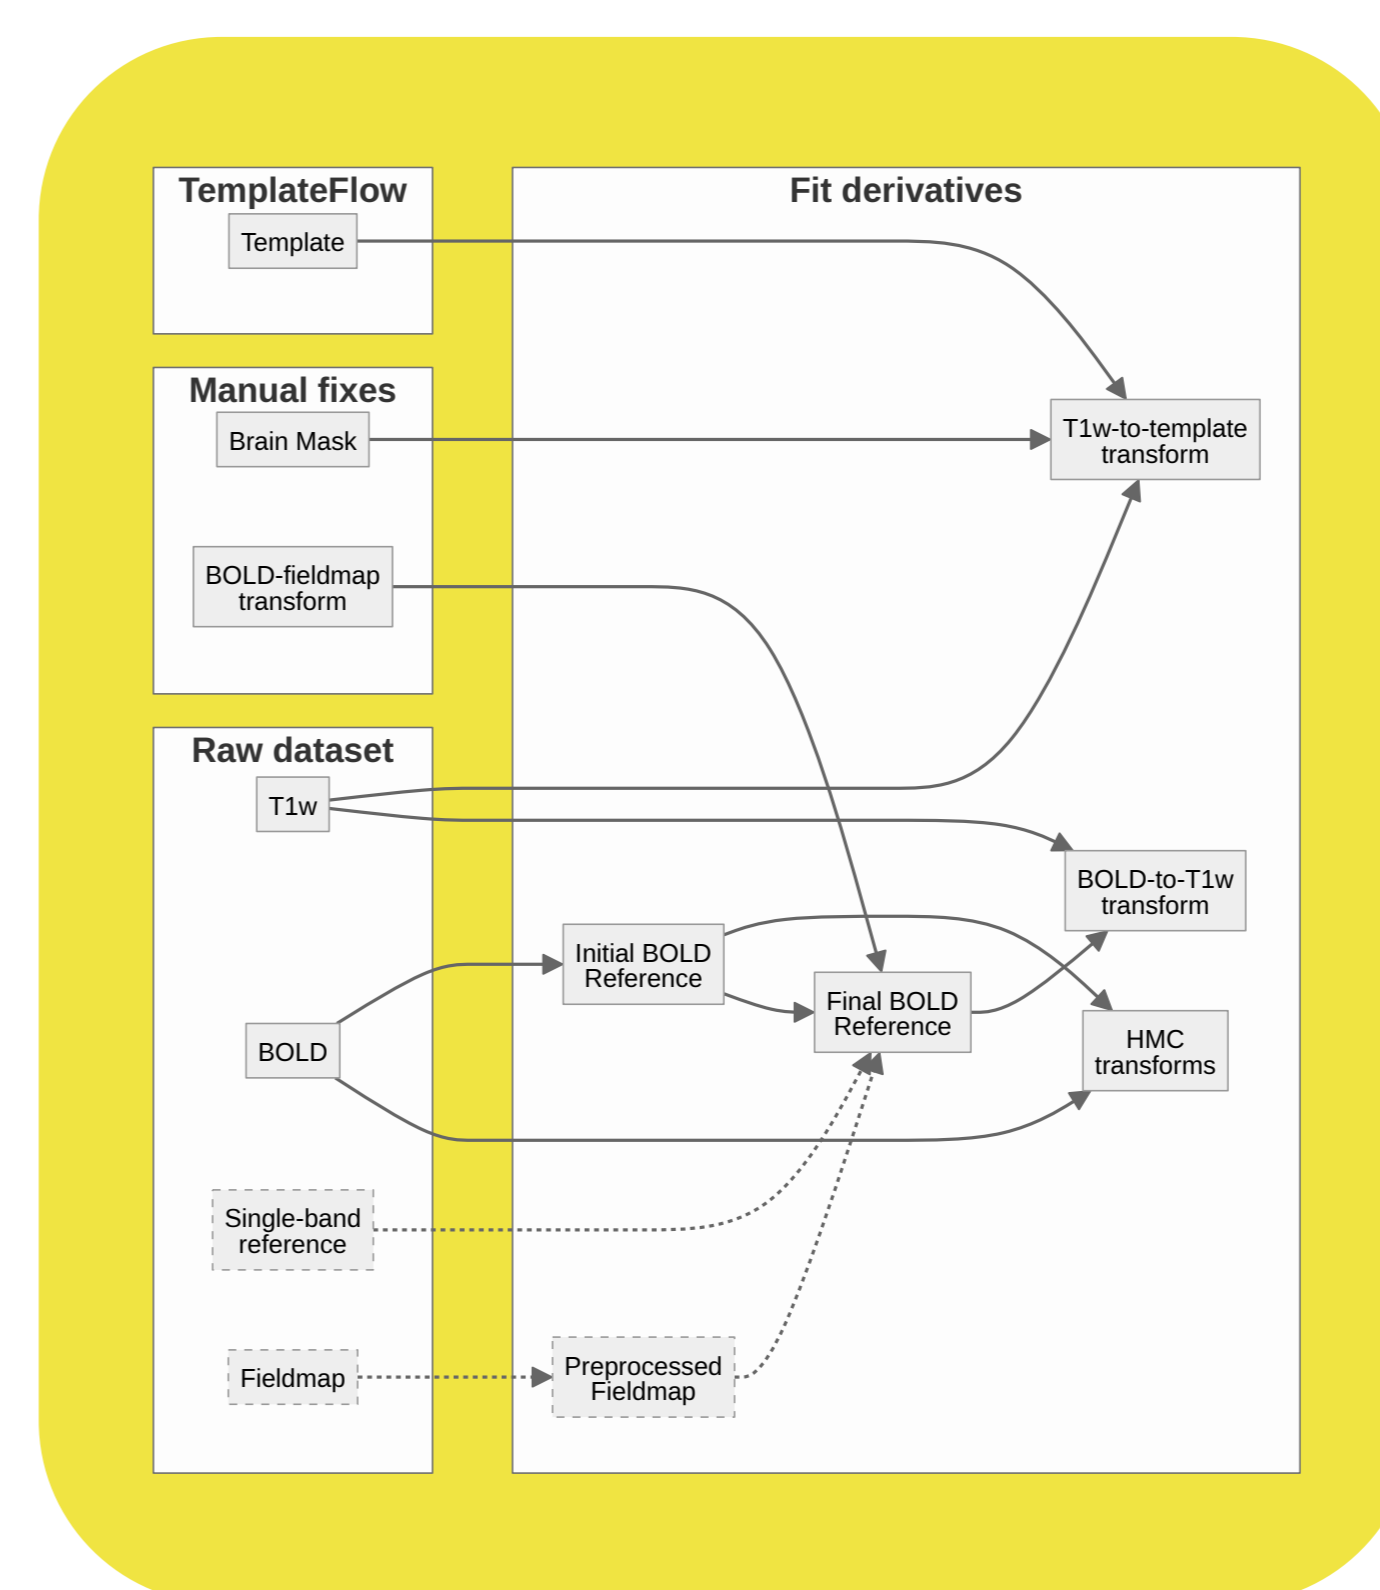 TemplateFlow
Template
Manual fixes
Brain Mask
BOLD-fieldmap
transform
Raw dataset
T1w
BOLD
Single-band
reference
Fieldmap
Fit derivatives
T1w-to-template
transform
BOLD-to-T1w
transform
Initial BOLD
Reference
Final BOLD
Reference
HMC
transforms
Preprocessed
Fieldmap